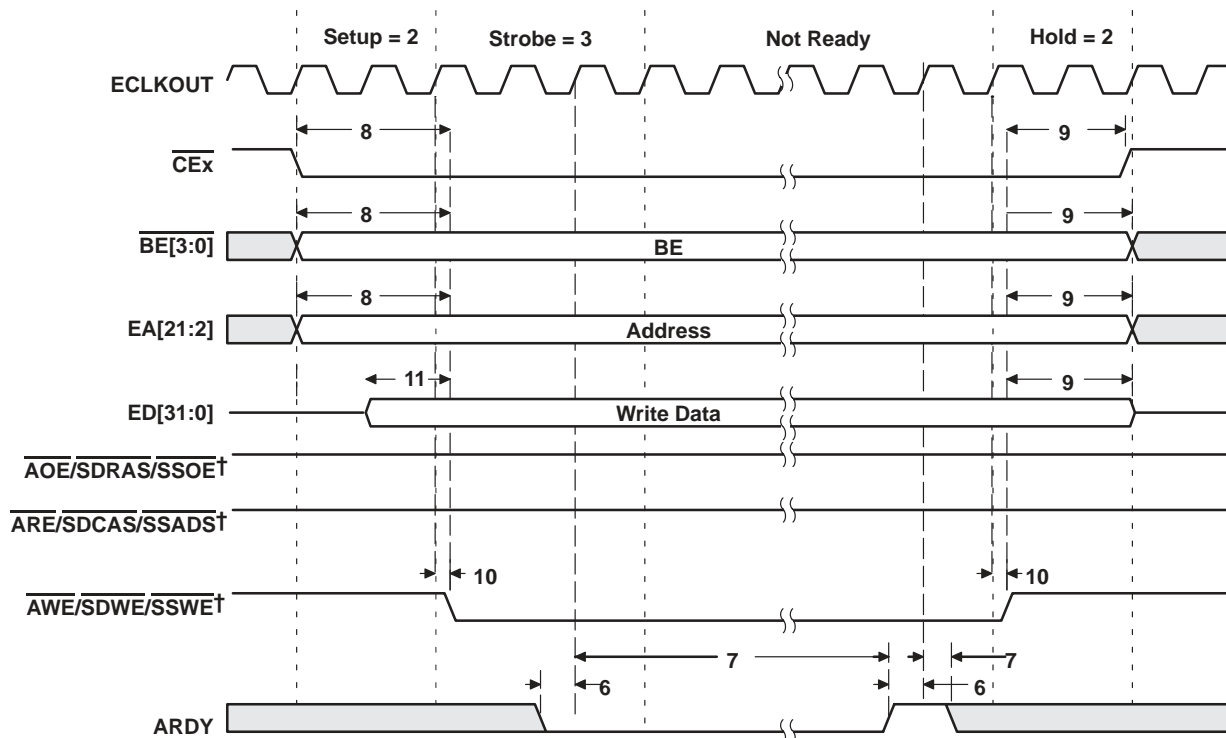 Setup = 2 Strobe = 3 Not Ready Hold = 2
ECLKOUT
8 9
CEx
8 9
BE[3:0] BE
8 9
EA[21:2] Address
11 9
ED[31:0] Write Data
AOE/SDRAS/SSOE†
ARE/SDCAS/SSADS†
10 10
AWE/SDWE/SSWE†
7 7
6 6
ARDY